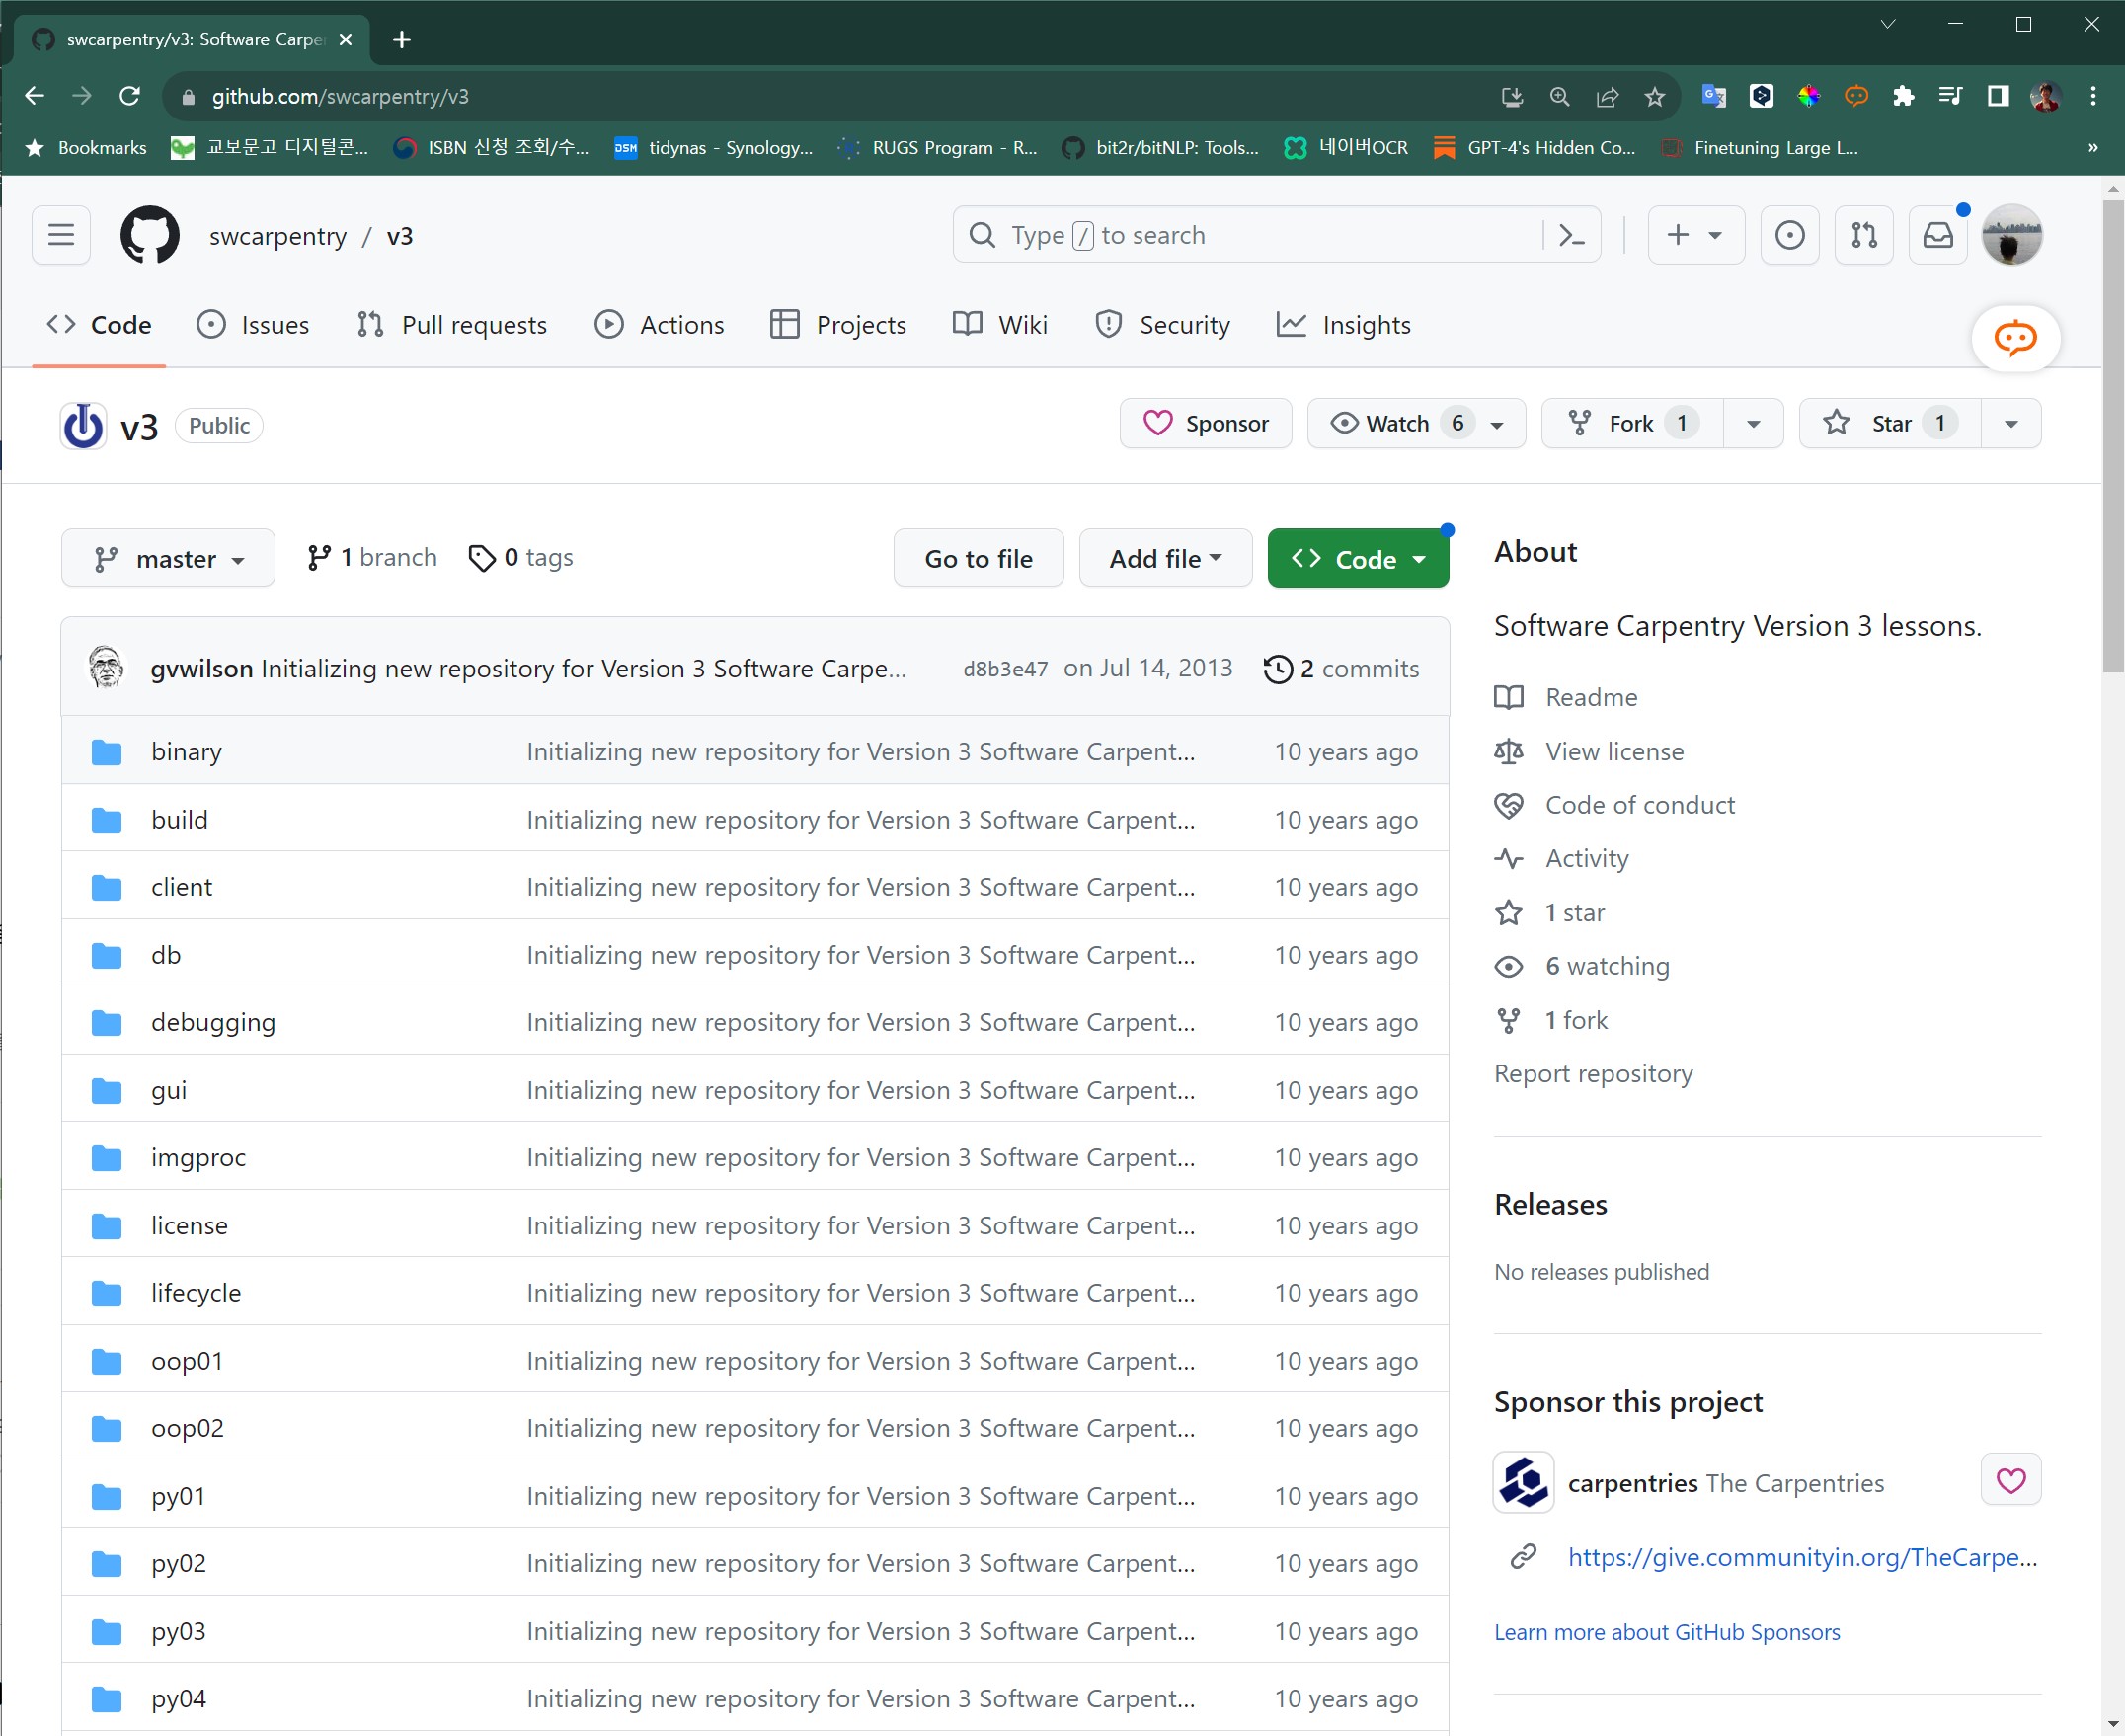 swcarpentry/v3: Software Carpe
github.com/swcarpentry/v3
Bookmarks 교보문고 디지털콘... ISBN 신청 조회/수... DSM tidynas - Synology... RUGS Program - R... bit2r/bitNLP: Tools... 네이버OCR GPT-4's Hidden Co... Finetuning Large L... »
swcarpentry / v3
Type / to search
Code Issues Pull requests Actions Projects Wiki Security Insights
v3 Public Sponsor Watch 6 Fork 1 Star 1
master 1 branch 0 tags Go to file Add file Code
gvwilson Initializing new repository for Version 3 Software Carpe... d8b3e47 on Jul 14, 2013 2 commits
binary Initializing new repository for Version 3 Software Carpent... 10 years ago
build Initializing new repository for Version 3 Software Carpent... 10 years ago
client Initializing new repository for Version 3 Software Carpent... 10 years ago
db Initializing new repository for Version 3 Software Carpent... 10 years ago
debugging Initializing new repository for Version 3 Software Carpent... 10 years ago
gui Initializing new repository for Version 3 Software Carpent... 10 years ago
imgproc Initializing new repository for Version 3 Software Carpent... 10 years ago
license Initializing new repository for Version 3 Software Carpent... 10 years ago
lifecycle Initializing new repository for Version 3 Software Carpent... 10 years ago
oop01 Initializing new repository for Version 3 Software Carpent... 10 years ago
oop02 Initializing new repository for Version 3 Software Carpent... 10 years ago
py01 Initializing new repository for Version 3 Software Carpent... 10 years ago
py02 Initializing new repository for Version 3 Software Carpent... 10 years ago
py03 Initializing new repository for Version 3 Software Carpent... 10 years ago
py04 Initializing new repository for Version 3 Software Carpent... 10 years ago
About
Software Carpentry Version 3 lessons.
Readme
View license
Code of conduct
Activity
1 star
6 watching
1 fork
Report repository
Releases
No releases published
Sponsor this project
carpentries The Carpentries
https://give.communityin.org/TheCarpe...
Learn more about GitHub Sponsors